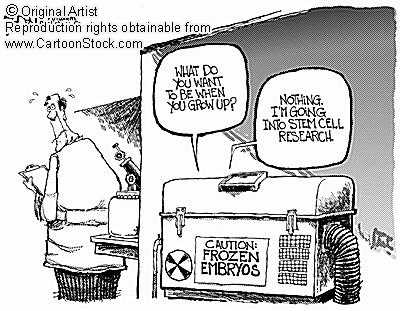 © Original Artist
Reproduction rights obtainable from
www.CartoonStock.com
WHAT DO
YOU WANT
TO BE WHEN
YOU GROW UP?
NOTHING.
I'M GOING
INTO STEM CELL
RESEARCH.
CAUTION:
FROZEN
EMBRYOS